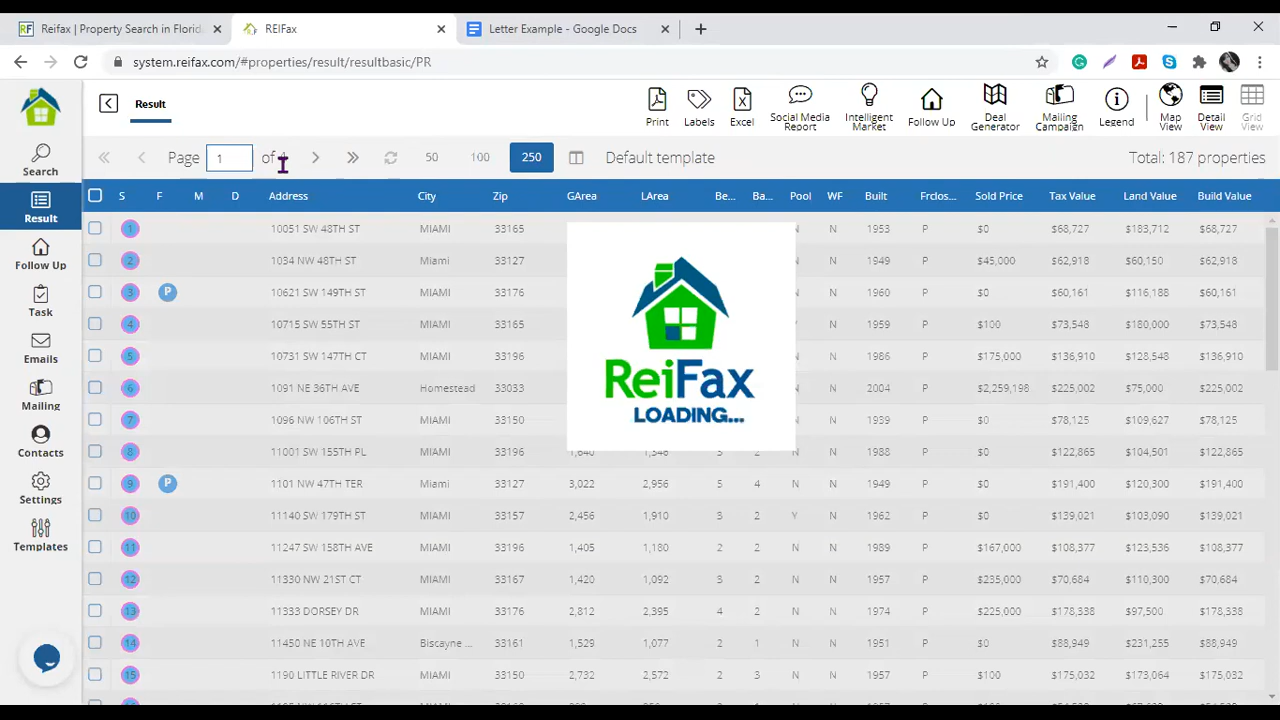 Reifax | Property Search in Florid
REIFax
Letter Example - Google Docs
system.reifax.com/#properties/result/resultbasic/PR
Result
Print
Labels
Excel
Social Media Report
Intelligent Market
Follow Up
Deal Generator
Mailing Campaign
Legend
Map View
Detail View
Grid View
Search
Result
Follow Up
Task
Emails
Mailing
Contacts
Settings
Templates
Page 1 of
50 100 250 Default template Total: 187 properties
S F M D Address City Zip GArea LArea Be... Ba... Pool WF Built Frclos... Sold Price Tax Value Land Value Build Value
1 10051 SW 48TH ST MIAMI 33165 N 1953 P $0 $68,727 $183,712 $68,727
2 1034 NW 48TH ST Miami 33127 N 1949 P $45,000 $62,918 $60,150 $62,918
3 P 10621 SW 149TH ST MIAMI 33176 N 1960 P $0 $60,161 $116,188 $60,161
4 10715 SW 55TH ST MIAMI 33165 N 1959 P $100 $73,548 $180,000 $73,548
5 10731 SW 147TH CT MIAMI 33196 N 1986 P $173,000 $136,910 $128,548 $136,910
6 1091 NE 36TH AVE Homestead 33033 N 2004 P $2,259,198 $225,002 $75,000 $225,002
7 1096 NW 106TH ST MIAMI 33150 N 1939 P $0 $78,125 $109,627 $78,125
8 11001 SW 155TH PL MIAMI 33196 1,640 1,346 3 2 N N 1988 P $0 $122,865 $104,501 $122,865
9 P 1101 NW 47TH TER Miami 33127 3,022 2,956 5 4 N N 1949 P $0 $191,400 $120,300 $191,400
10 11140 SW 179TH ST MIAMI 33157 2,456 1,910 3 2 Y N 1962 P $0 $139,021 $103,090 $139,021
11 11247 SW 158TH AVE MIAMI 33196 1,405 1,180 2 2 N N 1989 P $167,000 $108,377 $123,536 $108,377
12 11330 NW 21ST CT MIAMI 33167 1,420 1,092 3 2 N N 1957 P $235,000 $70,684 $110,300 $70,684
13 11333 DORSEY DR MIAMI 33176 2,812 2,395 4 2 N N 1974 P $225,000 $178,338 $97,500 $178,338
14 11450 NE 10TH AVE Biscayne ... 33161 1,529 1,077 2 1 N N 1951 P $0 $88,949 $231,255 $88,949
15 1190 LITTLE RIVER DR MIAMI 33150 2,732 2,572 2 3 N N 1957 P $100 $175,032 $173,064 $175,032
ReiFax
LOADING...